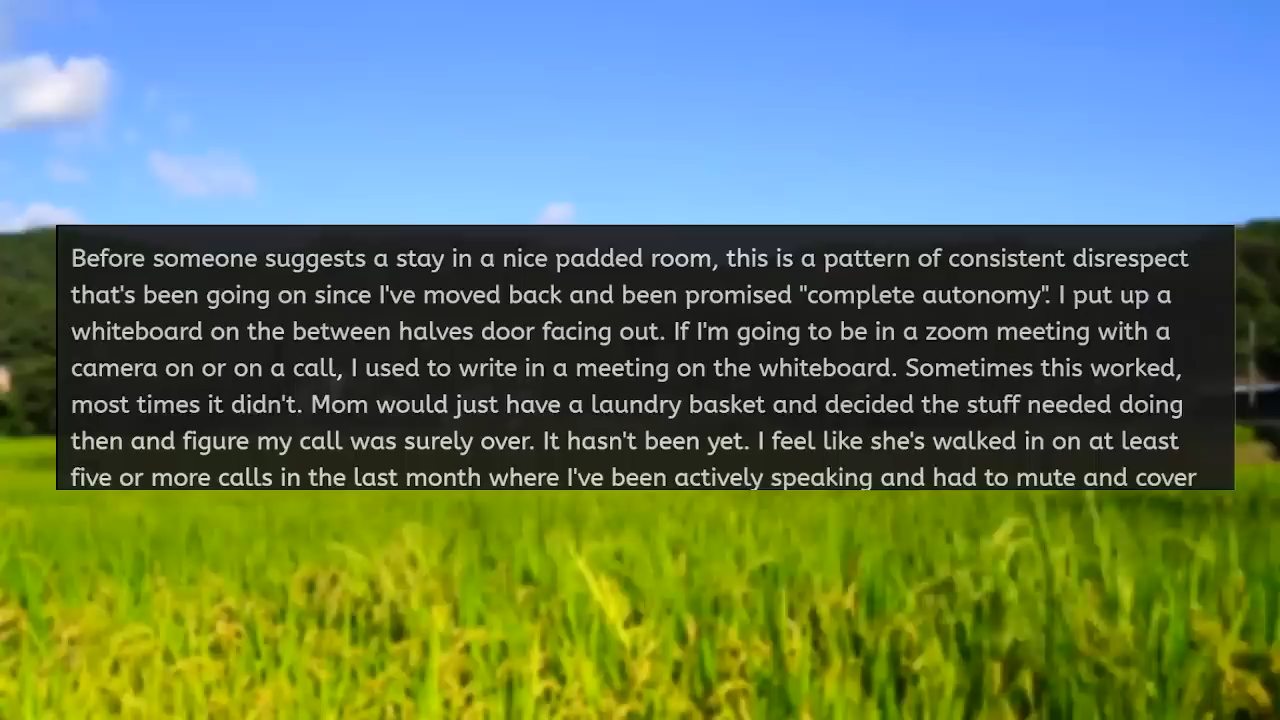 Before someone suggests a stay in a nice padded room, this is a pattern of consistent disrespect
that's been going on since I've moved back and been promised "complete autonomy". I put up a
whiteboard on the between halves door facing out. If I'm going to be in a zoom meeting with a
camera on or on a call, I used to write in a meeting on the whiteboard. Sometimes this worked,
most times it didn't. Mom would just have a laundry basket and decided the stuff needed doing
then and figure my call was surely over. It hasn't been yet. I feel like she's walked in on at least
five or more calls in the last month where I've been actively speaking and had to mute and cover